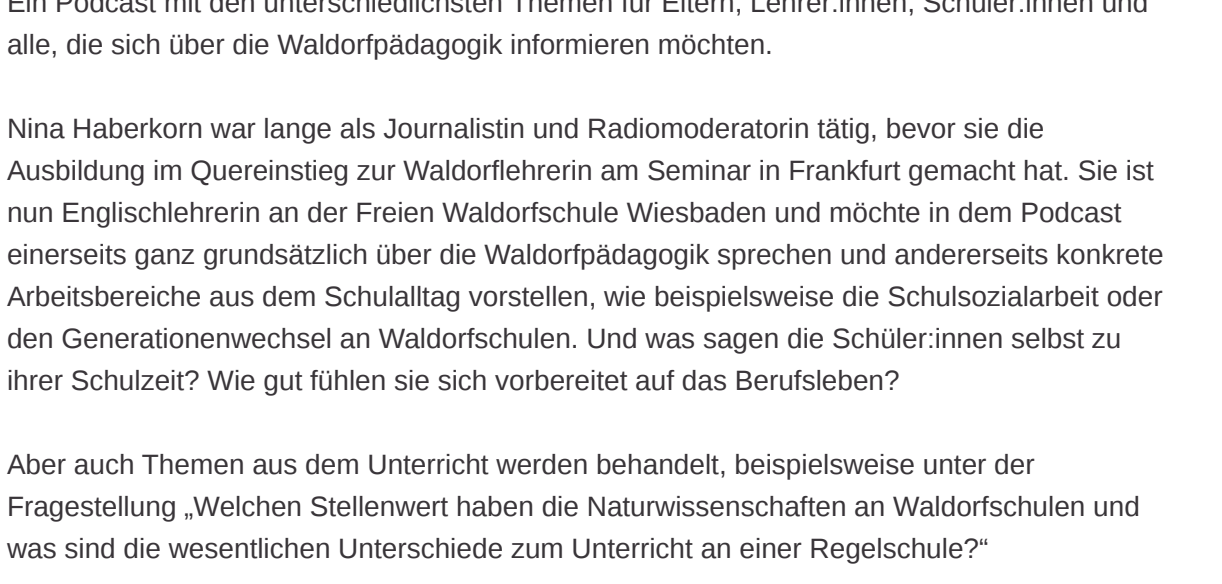 Ein Podcast mit den unterschiedlichsten Themen für Eltern, Lehrer:innen, Schüler:innen und
alle, die sich über die Waldorfpädagogik informieren möchten.
Nina Haberkorn war lange als Journalistin und Radiomoderatorin tätig, bevor sie die
Ausbildung im Quereinstieg zur Waldorflehrerin am Seminar in Frankfurt gemacht hat. Sie ist
nun Englischlehrerin an der Freien Waldorfschule Wiesbaden und möchte in dem Podcast
einerseits ganz grundsätzlich über die Waldorfpädagogik sprechen und andererseits konkrete
Arbeitsbereiche aus dem Schulalltag vorstellen, wie beispielsweise die Schulsozialarbeit oder
den Generationenwechsel an Waldorfschulen. Und was sagen die Schüler:innen selbst zu
ihrer Schulzeit? Wie gut fühlen sie sich vorbereitet auf das Berufsleben?
Aber auch Themen aus dem Unterricht werden behandelt, beispielsweise unter der
Fragestellung „Welchen Stellenwert haben die Naturwissenschaften an Waldorfschulen und
was sind die wesentlichen Unterschiede zum Unterricht an einer Regelschule?“